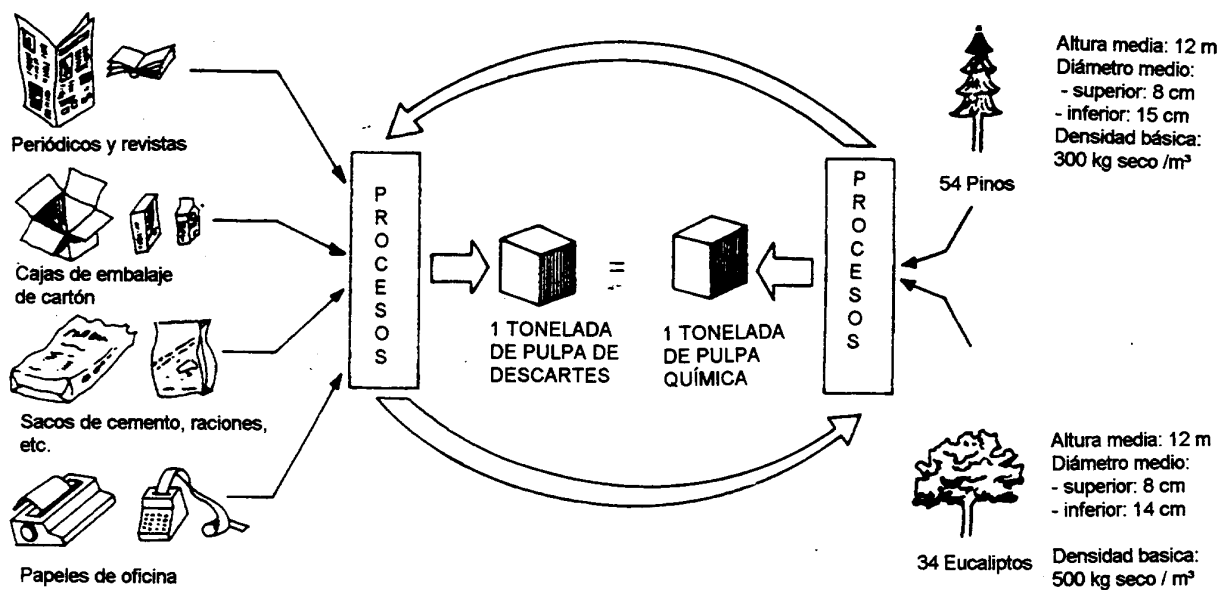 Periódicos y revistas
Cajas de embalaje
de cartón
Sacos de cemento, raciones,
etc.
Papeles de oficina
PROCESOS
1 TONELADA
DE PULPA DE
DESCARTES
=
1 TONELADA
DE PULPA
QUÍMICA
PROCESOS
54 Pinos
Altura media: 12 m
Diámetro medio:
- superior: 8 cm
- inferior: 15 cm
Densidad básica:
300 kg seco /m³
34 Eucaliptos
Altura media: 12 m
Diámetro medio:
- superior: 8 cm
- inferior: 14 cm
Densidad basica:
500 kg seco / m³